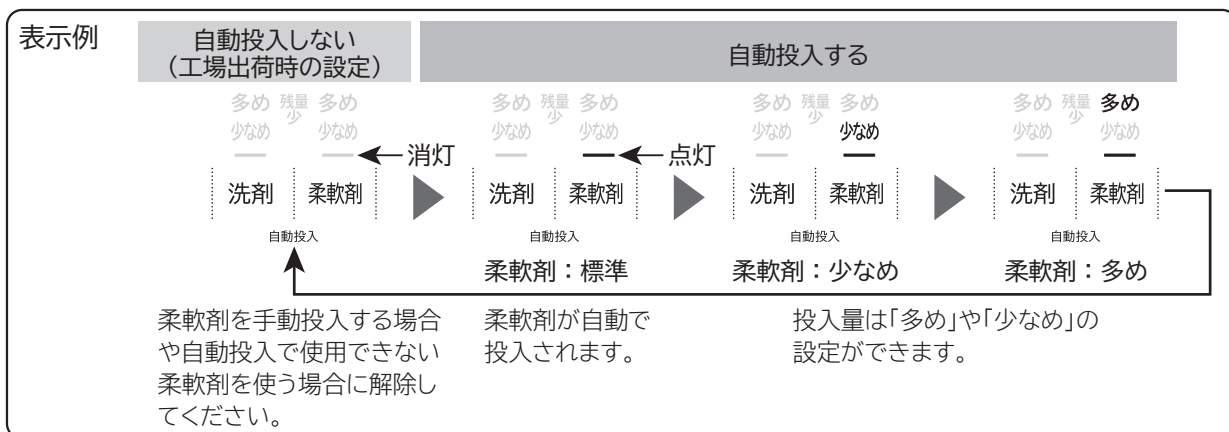 表示例
自動投入しない
（工場出荷時の設定）
自動投入する
多め 残量少 多め
少なめ 少なめ
消灯
洗剤 柔軟剤
自動投入
多め 残量少 多め
少なめ 少なめ
点灯
洗剤 柔軟剤
自動投入
柔軟剤：標準
多め 残量少 多め
少なめ 少なめ
洗剤 柔軟剤
自動投入
柔軟剤：少なめ
多め 残量少 多め
少なめ 少なめ
洗剤 柔軟剤
自動投入
柔軟剤：多め
柔軟剤を手動投入する場合
や自動投入で使用できない
柔軟剤を使う場合に解除し
てください。
柔軟剤が自動で
投入されます。
投入量は「多め」や「少なめ」の
設定ができます。